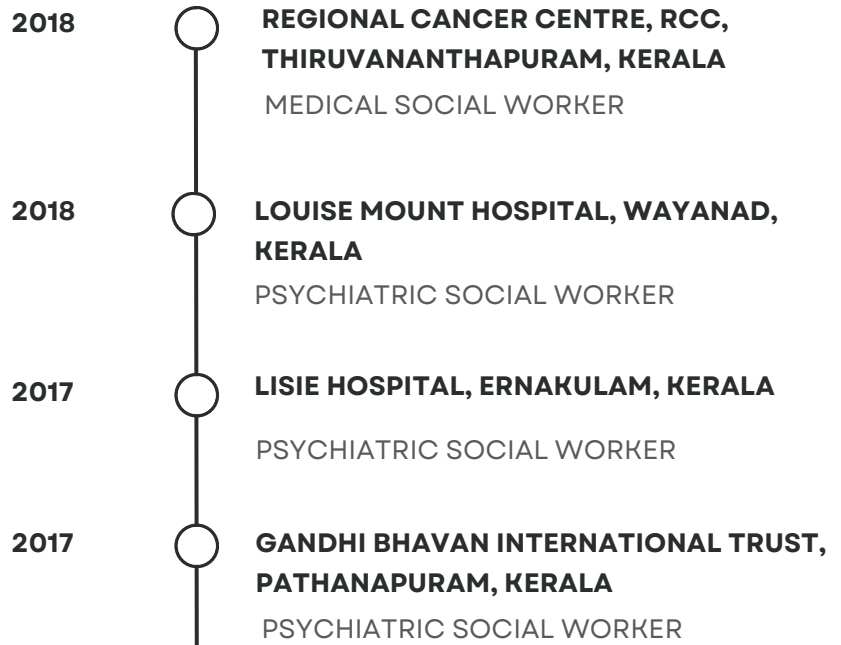 2018
REGIONAL CANCER CENTRE, RCC,
THIRUVANANTHAPURAM, KERALA
MEDICAL SOCIAL WORKER
2018
LOUISE MOUNT HOSPITAL, WAYANAD,
KERALA
PSYCHIATRIC SOCIAL WORKER
2017
LISIE HOSPITAL, ERNAKULAM, KERALA
PSYCHIATRIC SOCIAL WORKER
2017
GANDHI BHAVAN INTERNATIONAL TRUST,
PATHANAPURAM, KERALA
PSYCHIATRIC SOCIAL WORKER